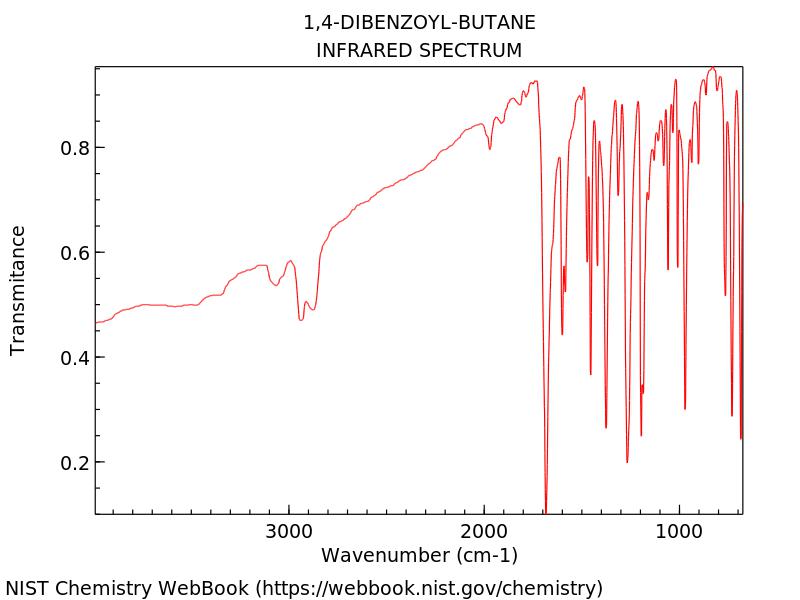 1,4-DIBENZOYL-BUTANE
INFRARED SPECTRUM
0.8
0.6
0.4
0.2
Transmitance
3000 2000 1000
Wavenumber (cm-1)
NIST Chemistry WebBook (https://webbook.nist.gov/chemistry)